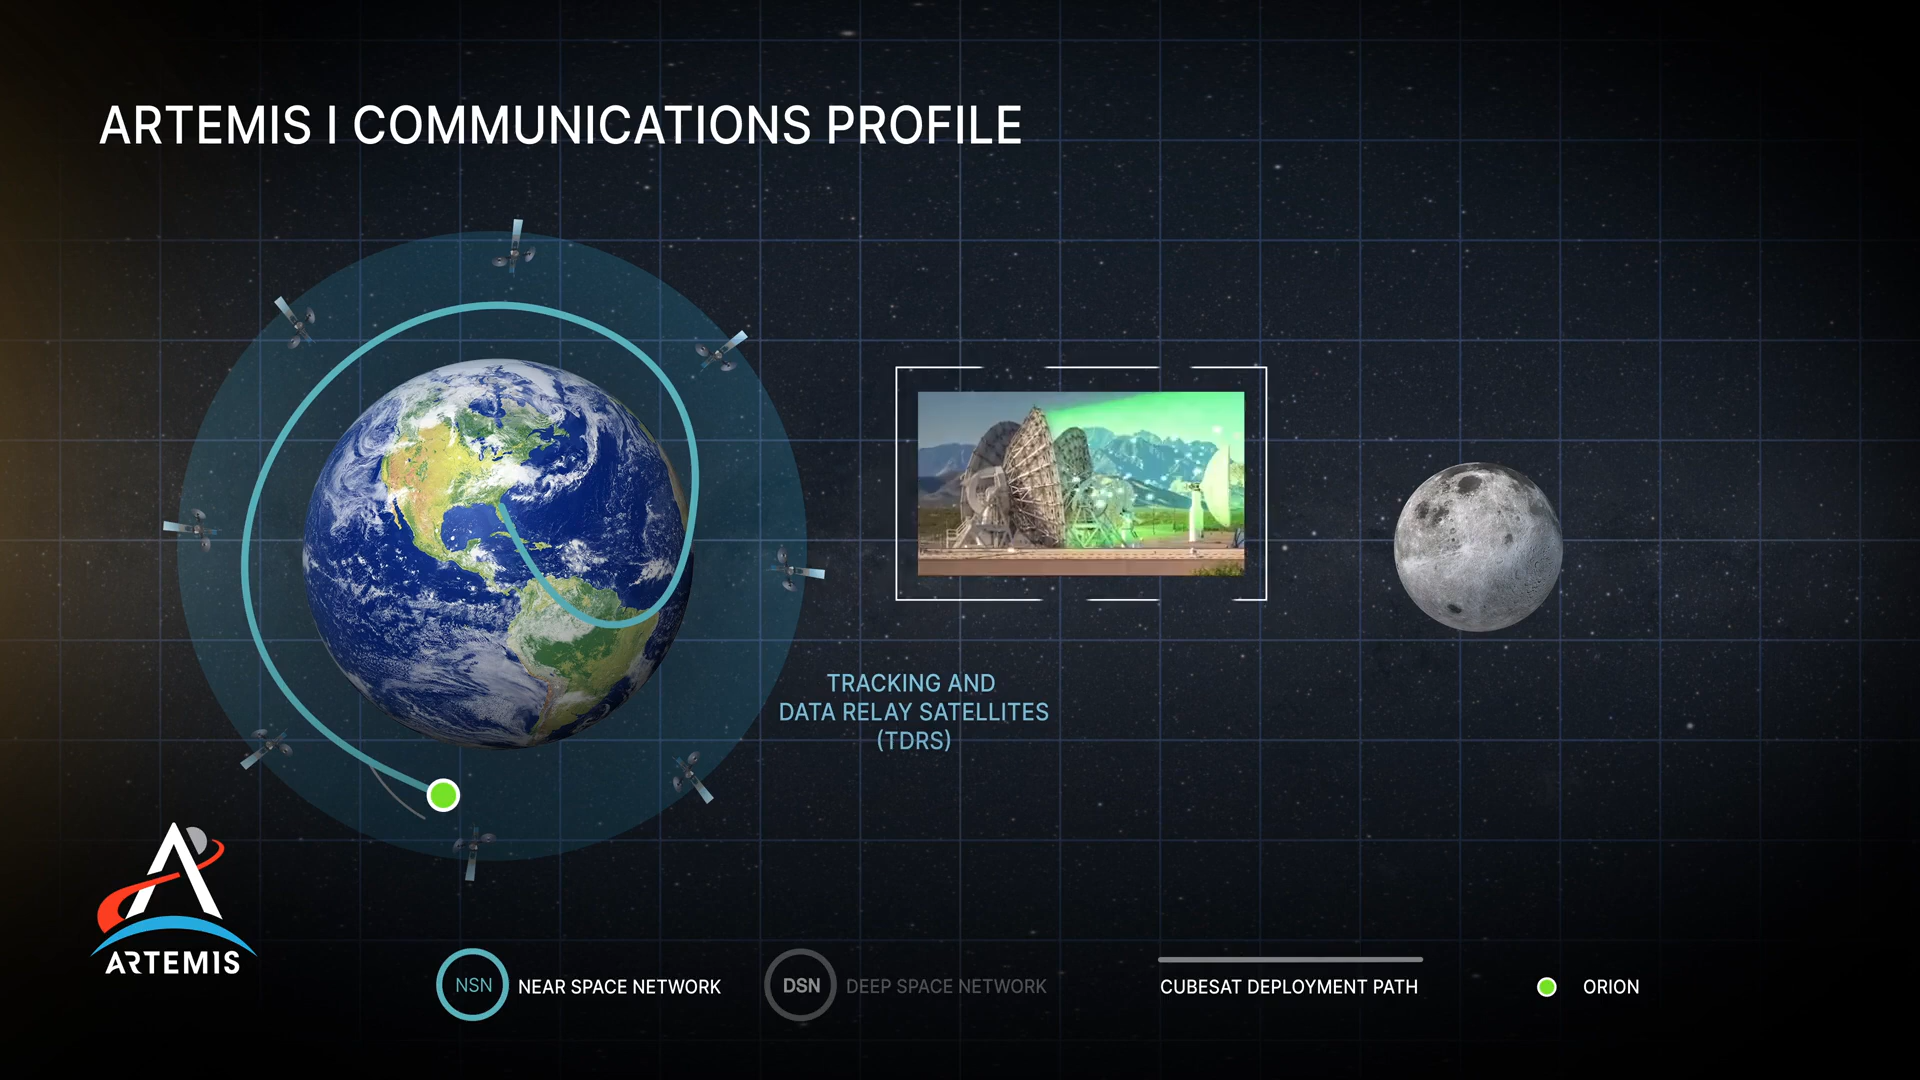 ARTEMIS I COMMUNICATIONS PROFILE
TRACKING AND
DATA RELAY SATELLITES
(TDRS)
ARTEMIS
NSN NEAR SPACE NETWORK
DSN DEEP SPACE NETWORK
CUBESAT DEPLOYMENT PATH
ORION